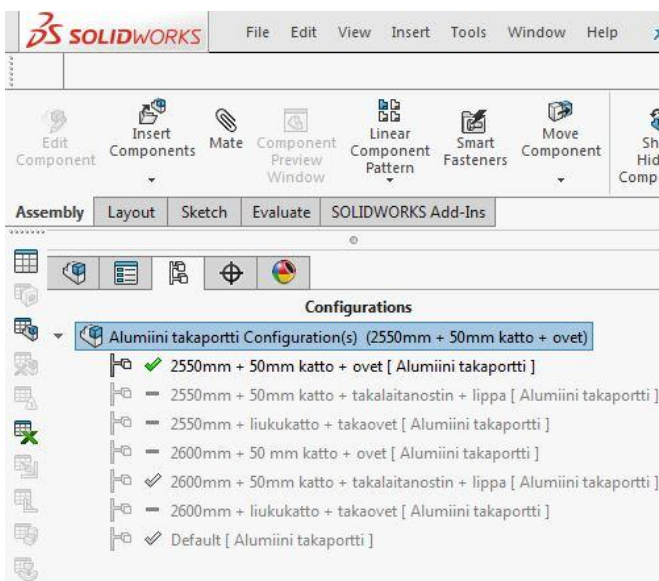 SOLIDWORKS File Edit View Insert Tools Window Help
Edit Component
Insert Components
Mate
Component Preview Window
Linear Component Pattern
Smart Fasteners
Move Component
Assembly Layout Sketch Evaluate SOLIDWORKS Add-Ins
Configurations
Alumiini takaportti Configuration(s) (2550mm + 50mm katto + ovet)
2550mm + 50mm katto + ovet [ Alumiini takaportti ]
2550mm + 50mm katto + takalaitanostin + lippa [ Alumiini takaportti ]
2550mm + liukukatto + takaovet [ Alumiini takaportti ]
2600mm + 50 mm katto + ovet [ Alumiini takaportti ]
2600mm + 50mm katto + takalaitanostin + lippa [ Alumiini takaportti ]
2600mm + liukukatto + takaovet [ Alumiini takaportti ]
Default [ Alumiini takaportti ]